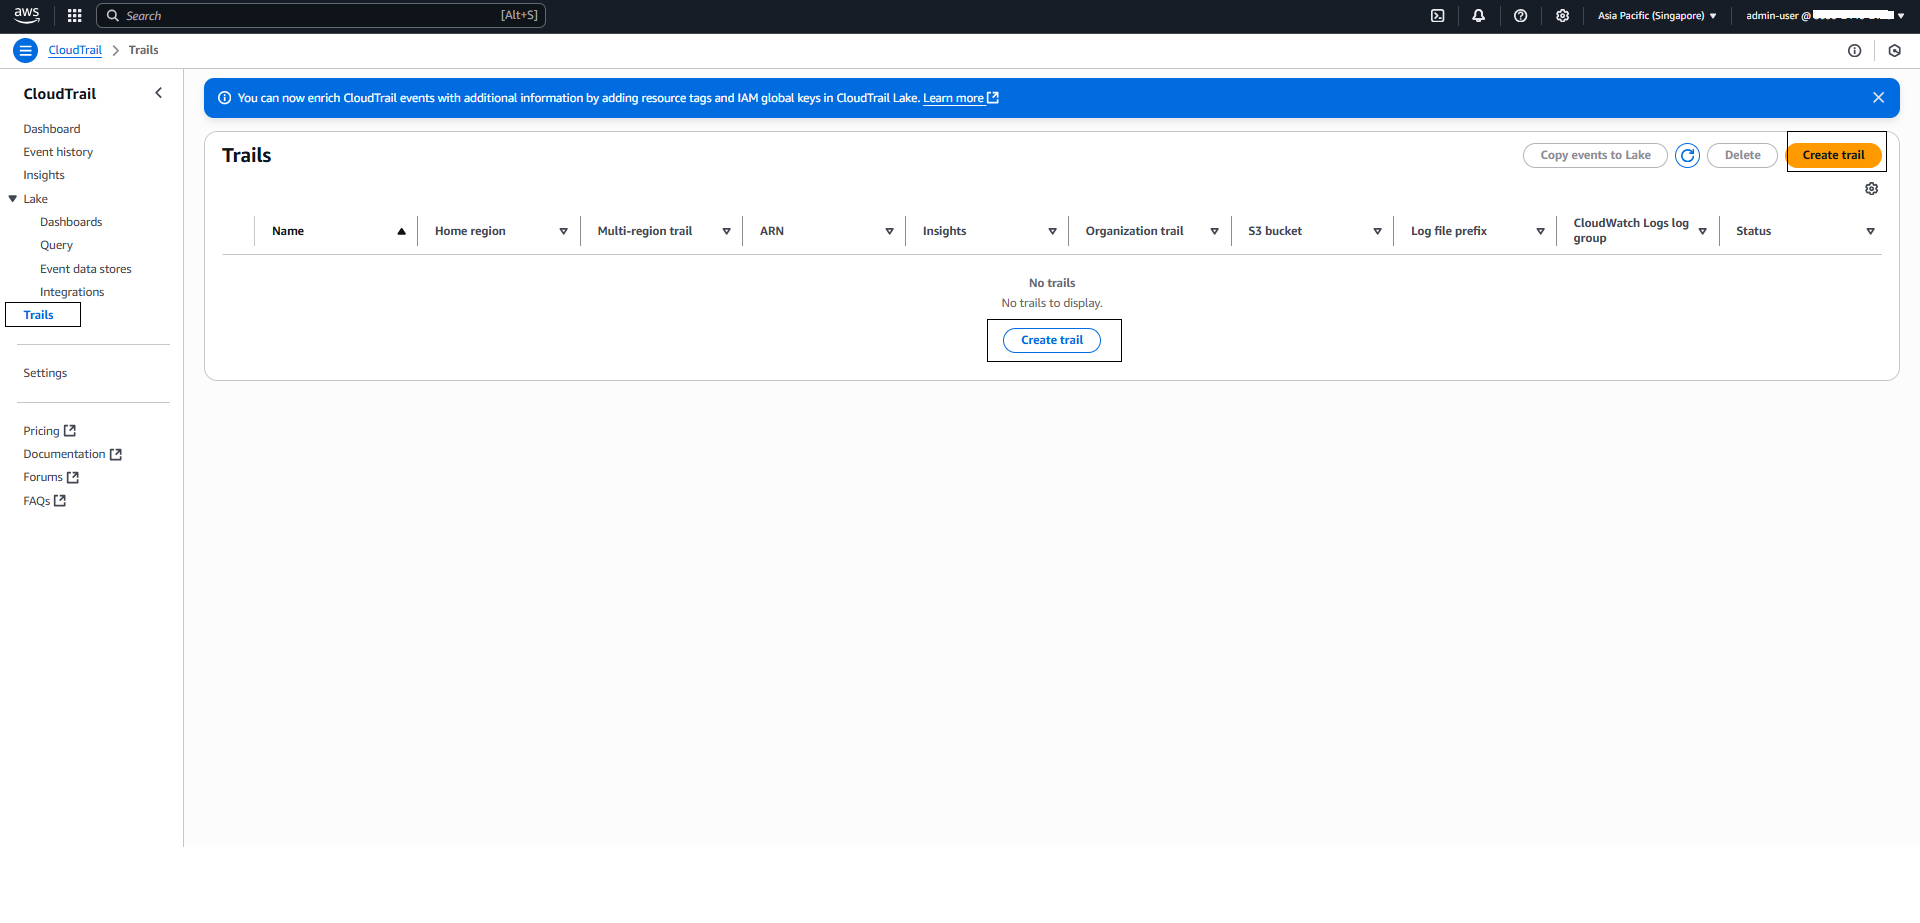 aws
Search [Alt+S]
Asia Pacific (Singapore)
admin-user @
CloudTrail > Trails
CloudTrail
Dashboard
Event history
Insights
Lake
Dashboards
Query
Event data stores
Integrations
Trails
Settings
Pricing
Documentation
Forums
FAQs
You can now enrich CloudTrail events with additional information by adding resource tags and IAM global keys in CloudTrail Lake. Learn more
Trails
Copy events to Lake
Delete
Create trail
Name
Home region
Multi-region trail
ARN
Insights
Organization trail
S3 bucket
Log file prefix
CloudWatch Logs log
group
Status
No trails
No trails to display.
Create trail